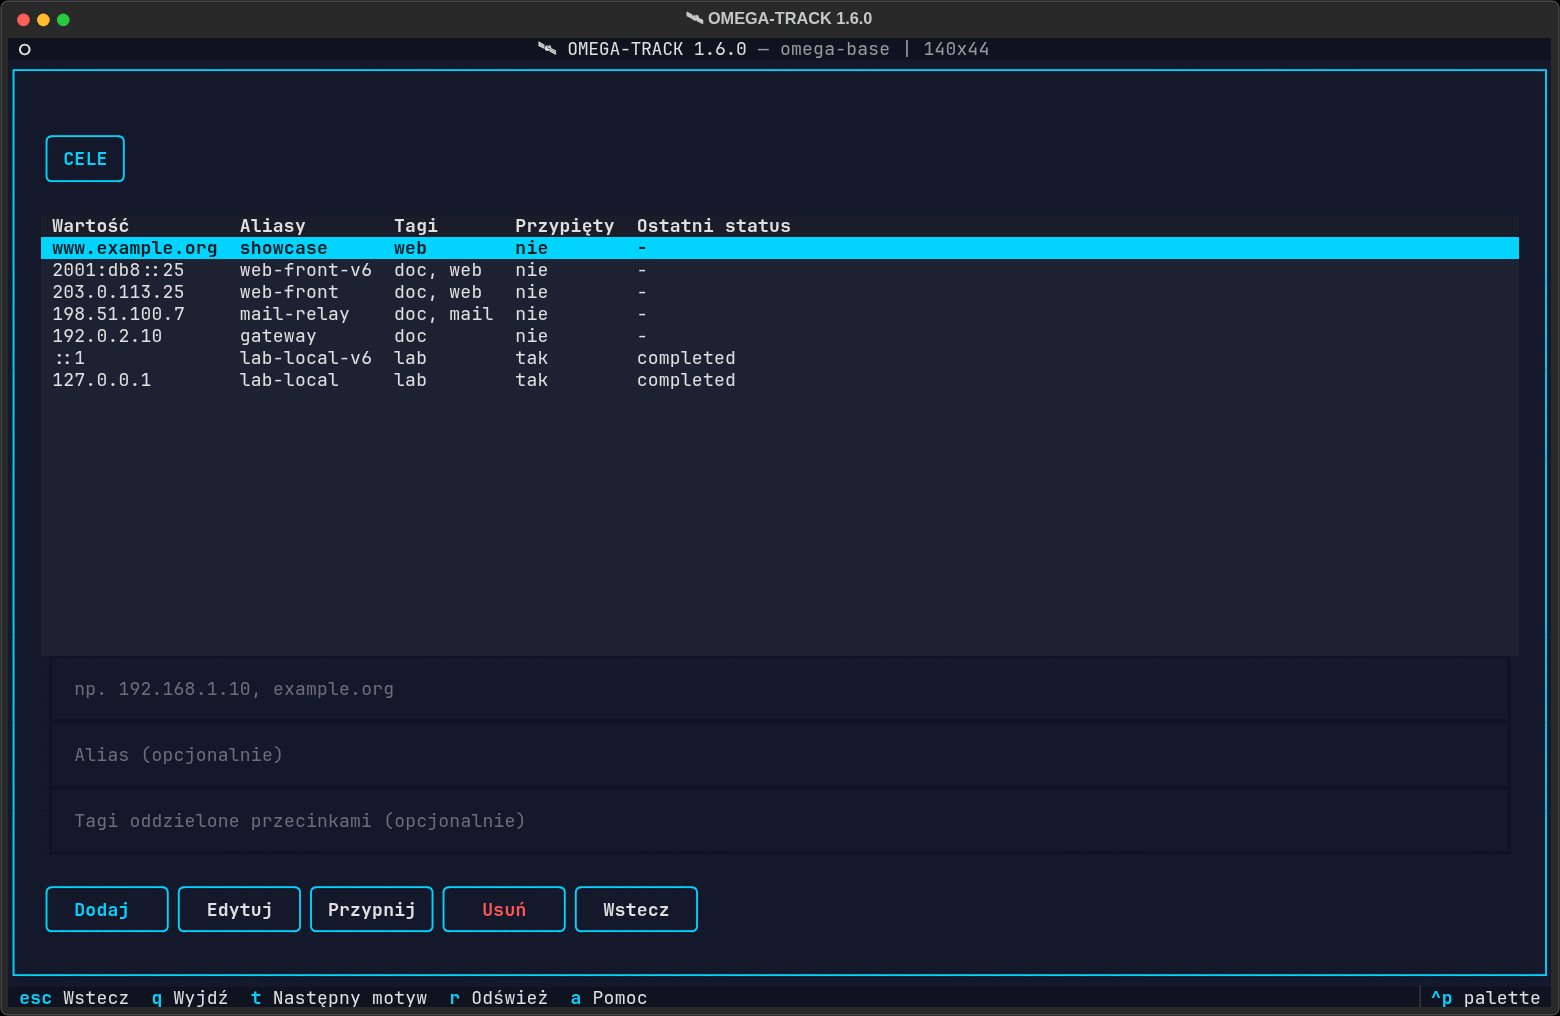 🛰 OMEGA-TRACK 1.6.0
🛰 OMEGA-TRACK 1.6.0 — omega-base | 140x44
CELE
Wartość Aliasy Tagi Przypięty Ostatni status
www.example.org showcase web nie -
2001:db8::25 web-front-v6 doc, web nie -
203.0.113.25 web-front doc, web nie -
198.51.100.7 mail-relay doc, mail nie -
192.0.2.10 gateway doc nie -
::1 lab-local-v6 lab tak completed
127.0.0.1 lab-local lab tak completed
np. 192.168.1.10, example.org
Alias (opcjonalnie)
Tagi oddzielone przecinkami (opcjonalnie)
Dodaj Edytuj Przypnij Usuń Wstecz
esc Wstecz q Wyjdź t Następny motyw r Odśwież a Pomoc ^p palette